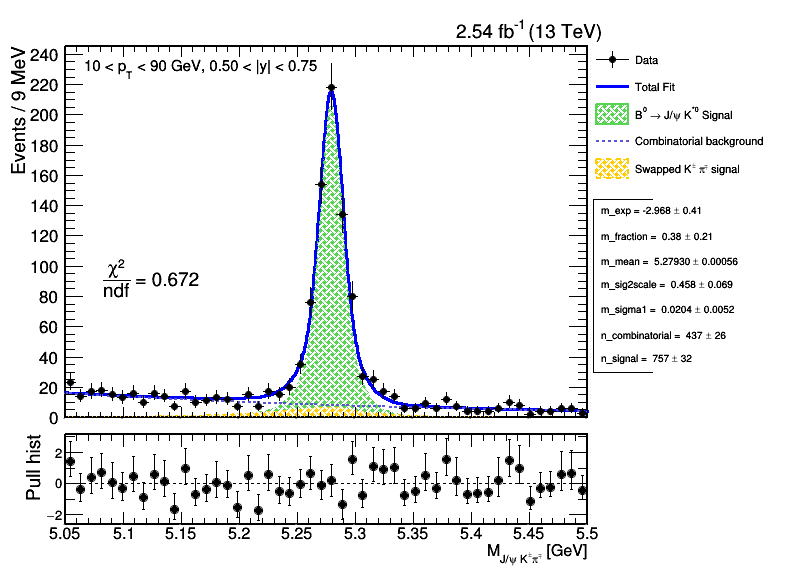 2.54 fb⁻¹ (13 TeV)
Events / 9 MeV
240
220
200
180
160
140
120
100
80
60
40
20
0
10 < p_T < 90 GeV, 0.50 < |y| < 0.75
χ²/ndf = 0.672
Data
Total Fit
B⁰ → J/ψ K*⁰ Signal
Combinatorial background
Swapped K± π∓ signal
m_exp = -2.968 ± 0.41
m_fraction = 0.38 ± 0.21
m_mean = 5.27930 ± 0.00056
m_sig2scale = 0.458 ± 0.069
m_sigma1 = 0.0204 ± 0.0052
n_combinatorial = 437 ± 26
n_signal = 757 ± 32
Pull hist
2
0
−2
5.05 5.1 5.15 5.2 5.25 5.3 5.35 5.4 5.45 5.5
M_J/ψ K±π∓ [GeV]